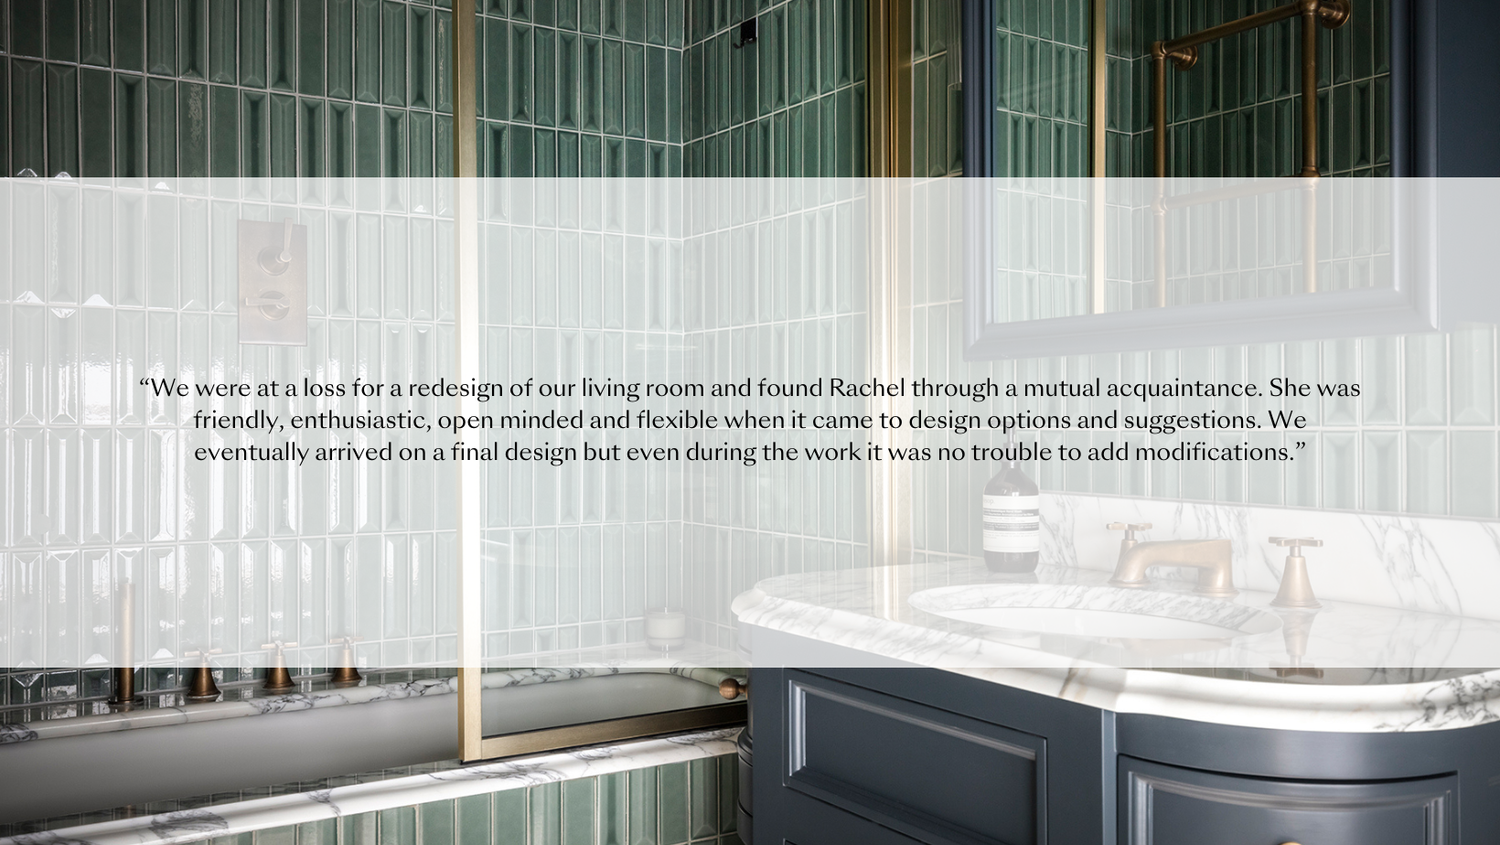 “We were at a loss for a redesign of our living room and found Rachel through a mutual acquaintance. She was
friendly, enthusiastic, open minded and flexible when it came to design options and suggestions. We
eventually arrived on a final design but even during the work it was no trouble to add modifications.”